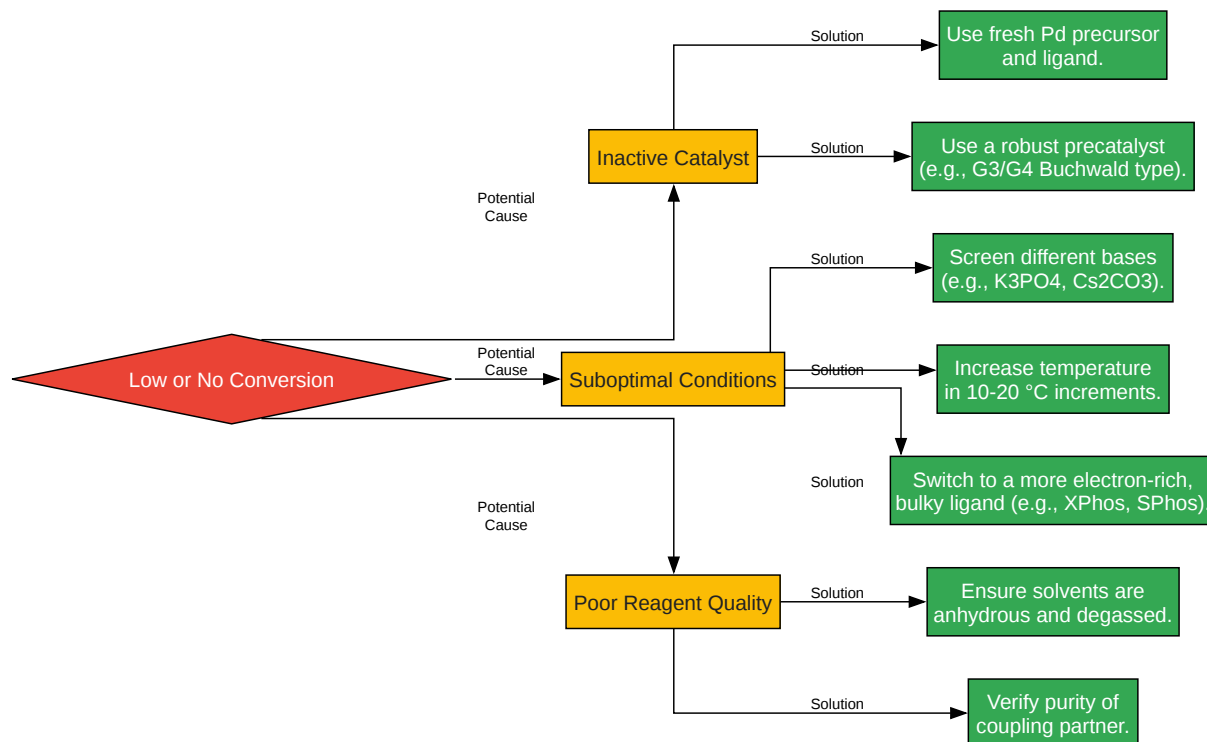 Solution
Use fresh Pd precursor
and ligand.
Inactive Catalyst
Solution
Use a robust precatalyst
(e.g., G3/G4 Buchwald type).
Potential
Cause
Solution
Screen different bases
(e.g., K3PO4, Cs2CO3).
Low or No Conversion
Potential
Cause
Suboptimal Conditions
Solution
Increase temperature
in 10-20 °C increments.
Solution
Switch to a more electron-rich,
bulky ligand (e.g., XPhos, SPhos).
Potential
Cause
Poor Reagent Quality
Solution
Ensure solvents are
anhydrous and degassed.
Solution
Verify purity of
coupling partner.